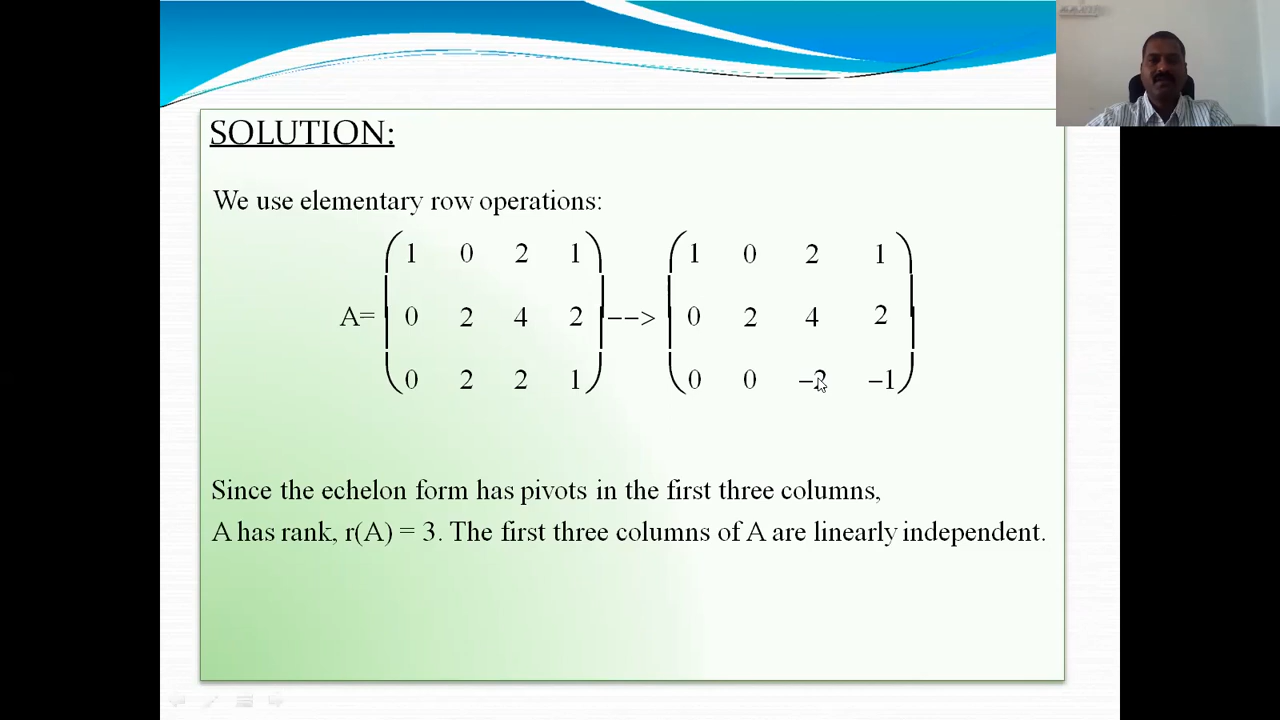 SOLUTION:
We use elementary row operations:
1 0 2 1 1 0 2 1
A= 0 2 4 2 --> 0 2 4 2
0 2 2 1 0 0 −2 −1
Since the echelon form has pivots in the first three columns,
A has rank, r(A) = 3. The first three columns of A are linearly independent.